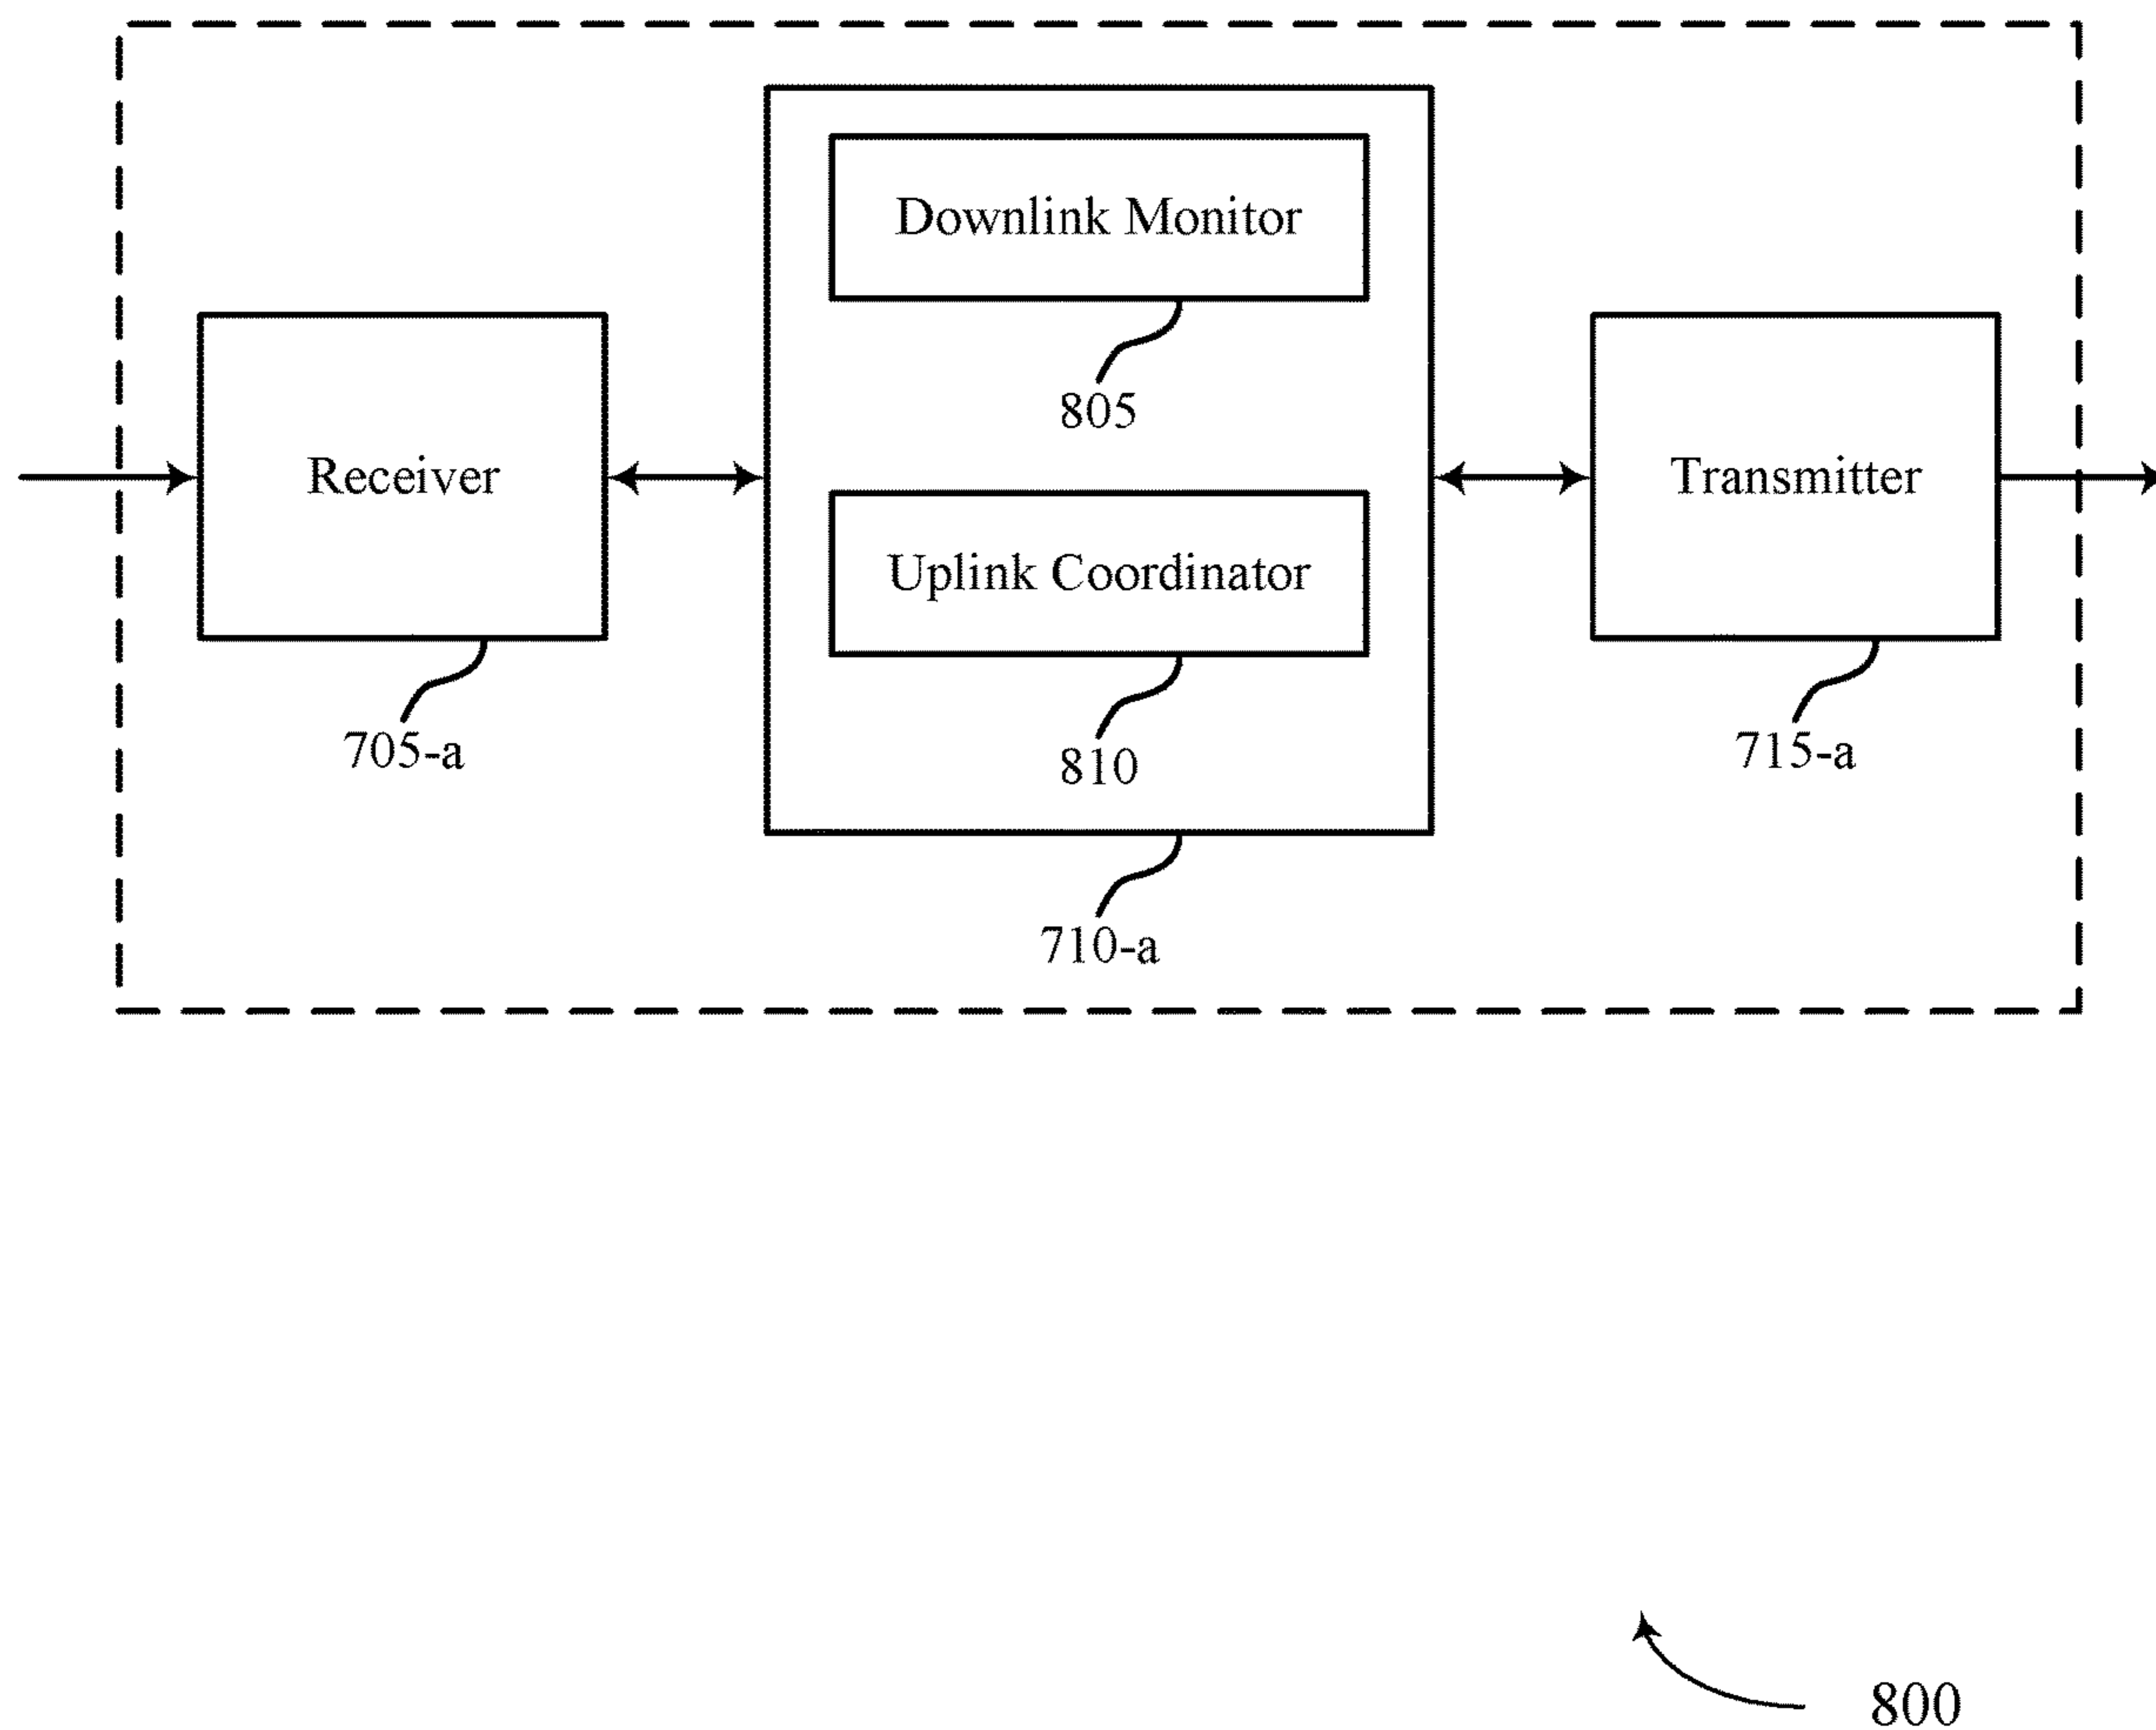 Downlink Monitor
805
Receiver
Transmitter
Uplink Coordinator
705-a
810
715-a
710-a
800